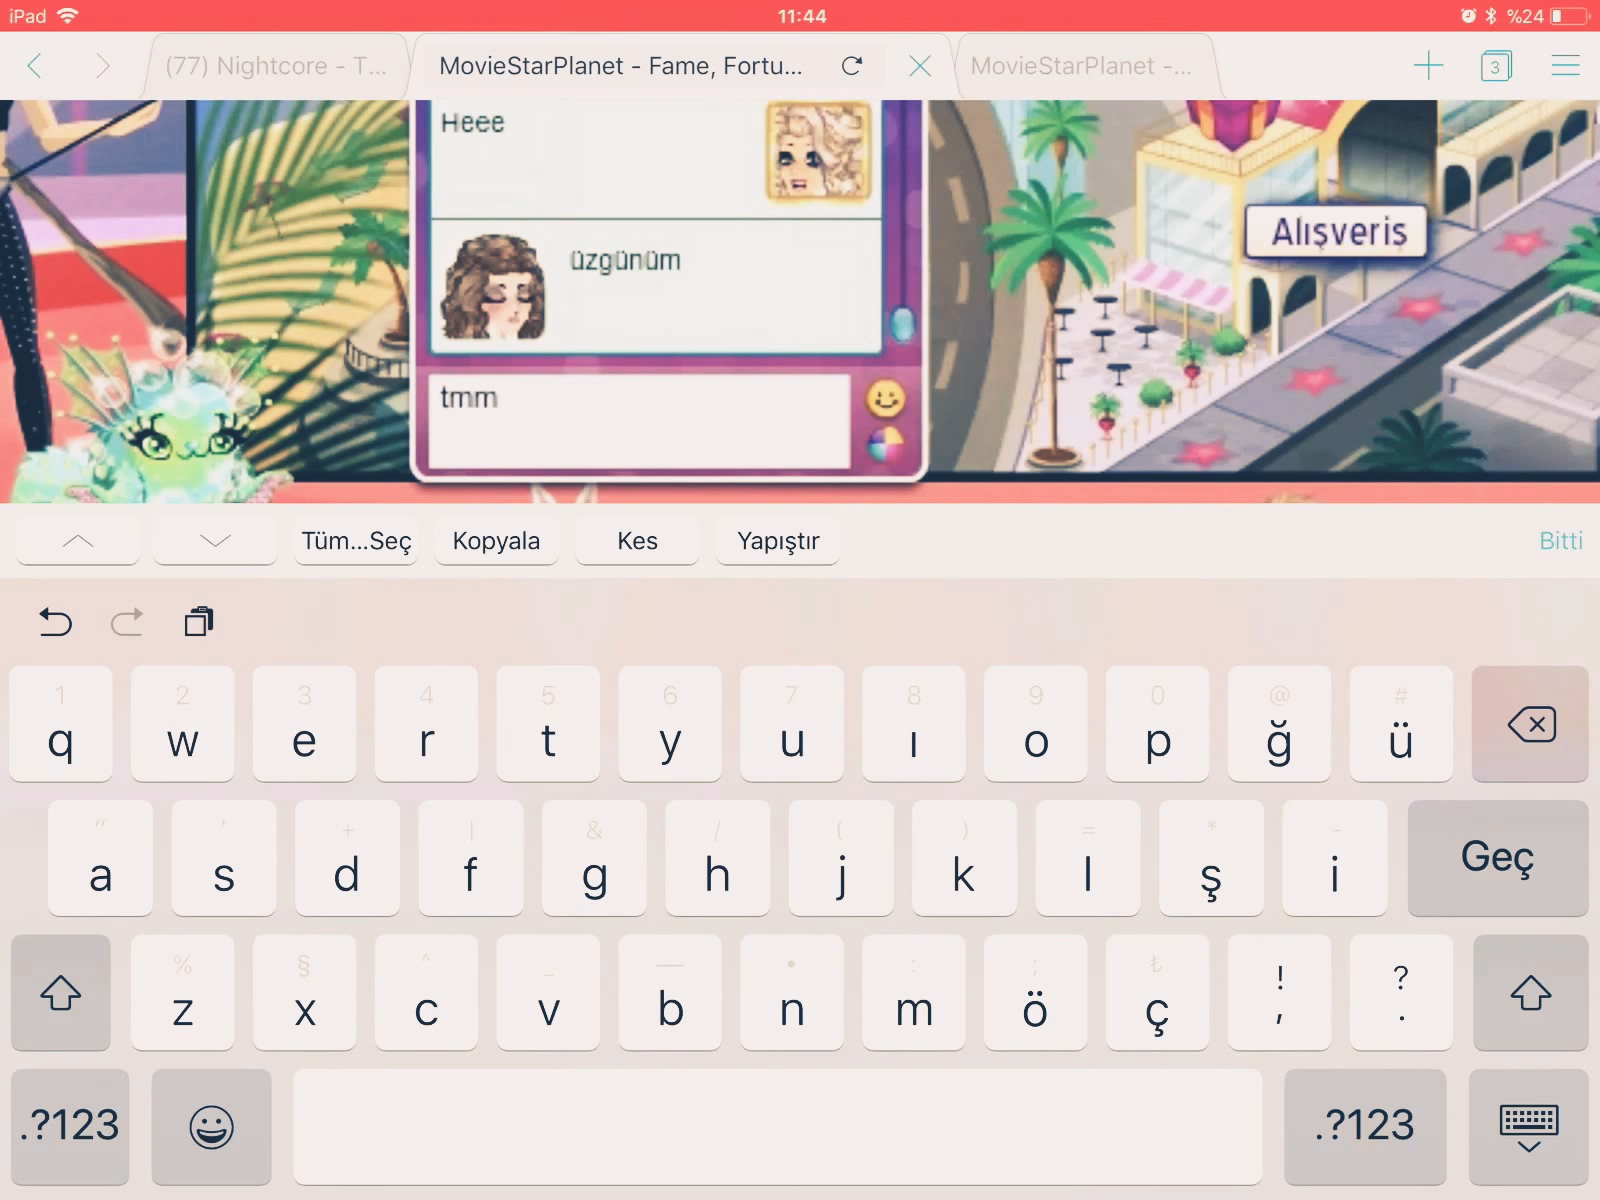 iPad 11:44 %24
(77) Nightcore - T... MovieStarPlanet - Fame, Fortu... MovieStarPlanet -... 3
Heee
üzgünüm
tmm
Alışveriş
Tüm...Seç Kopyala Kes Yapıştır Bitti
1 2 3 4 5 6 7 8 9 0 @ #
q w e r t y u ı o p ğ ü
" ' + | & / ( ) = * -
a s d f g h j k l ş i Geç
% § ^ _ — • : ; ₺ ! ?
z x c v b n m ö ç , .
.?123 .?123